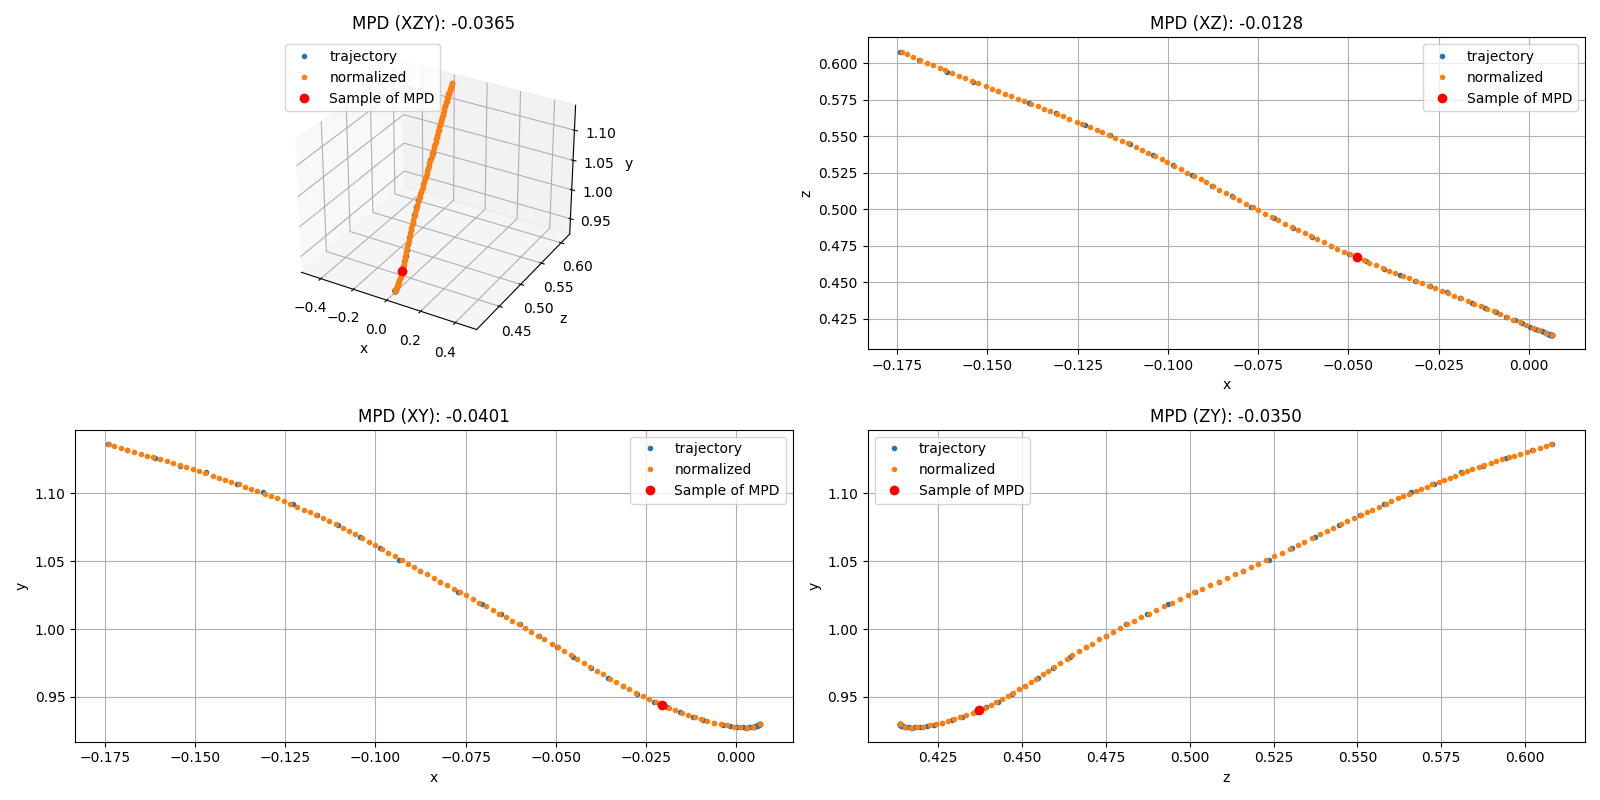 MPD (XZY): -0.0365
trajectory
normalized
Sample of MPD
1.10
1.05
1.00
0.95
y
0.60
0.55
0.50
0.45
z
−0.4
−0.2
0.0
0.2
0.4
x
MPD (XZ): -0.0128
trajectory
normalized
Sample of MPD
0.600
0.575
0.550
0.525
0.500
0.475
0.450
0.425
z
−0.175 −0.150 −0.125 −0.100 −0.075 −0.050 −0.025 0.000
x
MPD (XY): -0.0401
trajectory
normalized
Sample of MPD
1.10
1.05
1.00
0.95
y
−0.175 −0.150 −0.125 −0.100 −0.075 −0.050 −0.025 0.000
x
MPD (ZY): -0.0350
trajectory
normalized
Sample of MPD
1.10
1.05
1.00
0.95
y
0.425 0.450 0.475 0.500 0.525 0.550 0.575 0.600
z